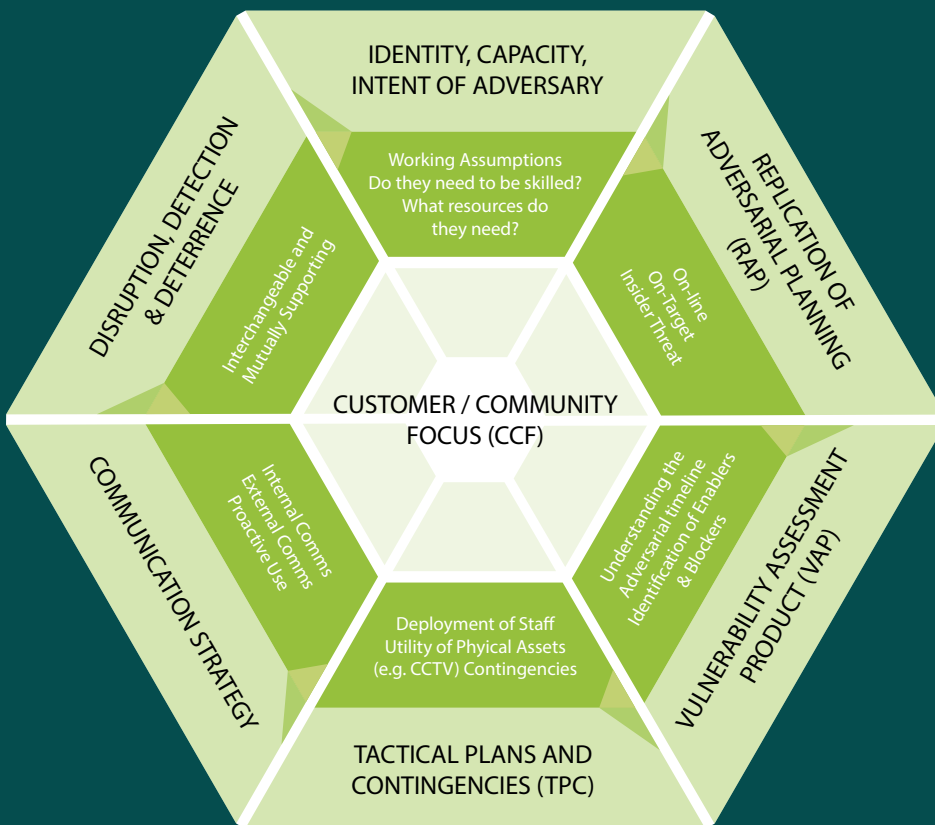 IDENTITY, CAPACITY,
INTENT OF ADVERSARY
Working Assumptions
Do they need to be skilled?
What resources do
they need?
REPLICATION OF
ADVERSARIAL PLANNING
(RAP)
On-line
On-Target
Insider Threat
VULNERABILITY ASSESSMENT
PRODUCT (VAP)
Understanding the
Adversarial timeline
Identification of Enablers
& Blockers
TACTICAL PLANS AND
CONTINGENCIES (TPC)
Deployment of Staff
Utility of Phyical Assets
(e.g. CCTV) Contingencies
COMMUNICATION STRATEGY
Internal Comms
External Comms
Proactive Use
DISRUPTION, DETECTION
& DETERRENCE
Interchangeable and
Mutually Supporting
CUSTOMER / COMMUNITY
FOCUS (CCF)